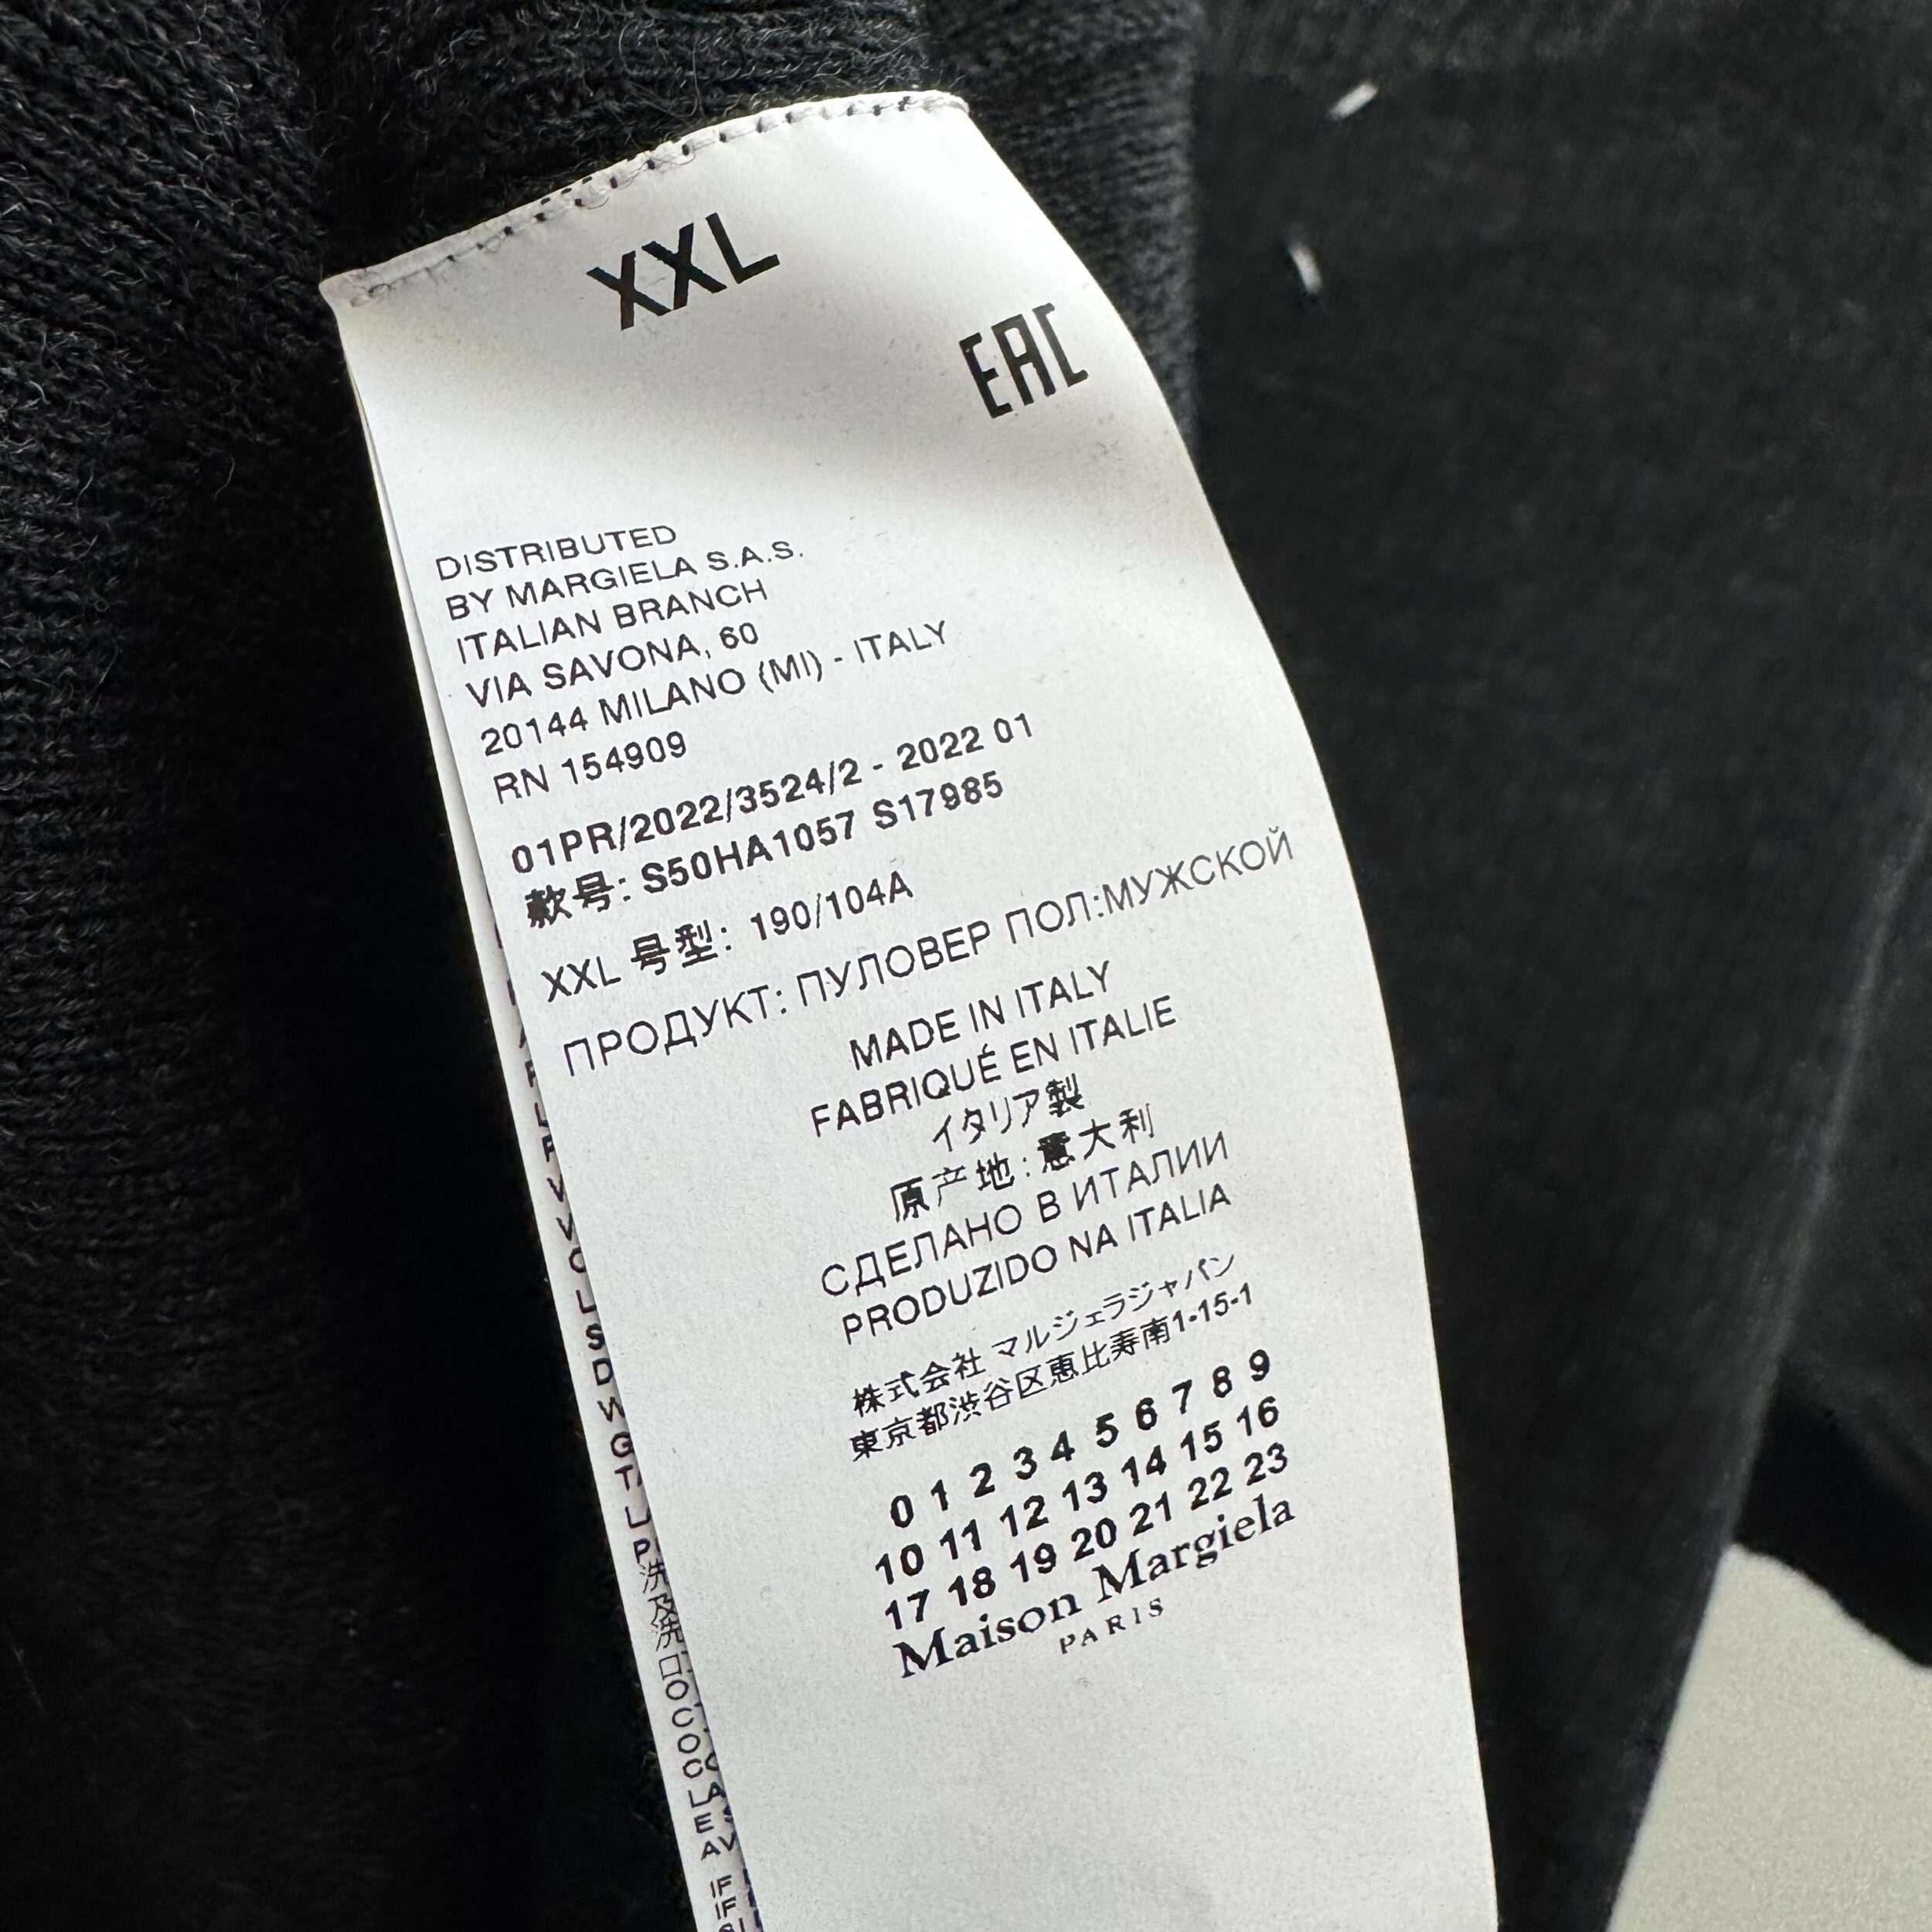 XXL
EAC
DISTRIBUTED
BY MARGIELA S.A.S.
ITALIAN BRANCH
VIA SAVONA, 60
20144 MILANO (MI) - ITALY
RN 154909
01PR/2022/3524/2 - 2022 01
款号: S50HA1057 S17985
XXL 号型: 190/104A
ПРОДУКТ: ПУЛОВЕР ПОЛ:МУЖСКОЙ
MADE IN ITALY
FABRIQUÉ EN ITALIE
イタリア製
原产地:意大利
СДЕЛАНО В ИТАЛИИ
PRODUZIDO NA ITALIA
株式会社 マルジェラジャパン
東京都渋谷区恵比寿南1-15-1
0 1 2 3 4 5 6 7 8 9
10 11 12 13 14 15 16
17 18 19 20 21 22 23
Maison Margiela
PARIS